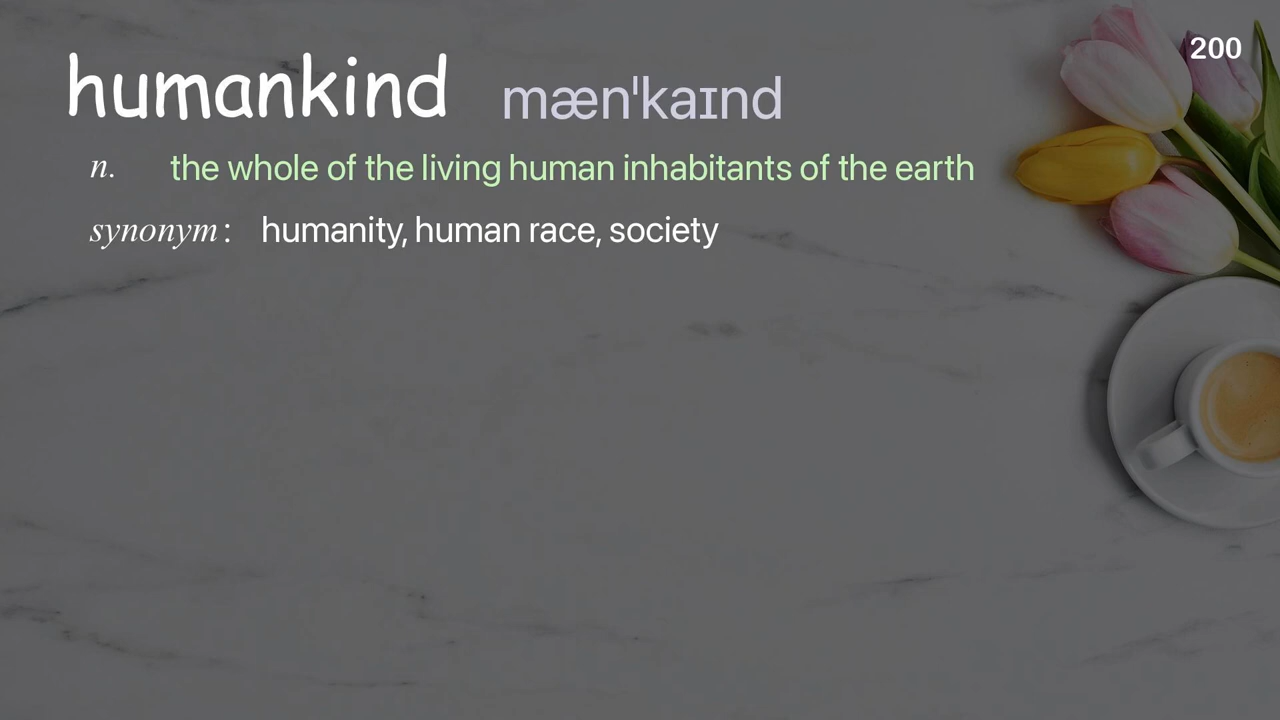 200
humankind mæn'kaɪnd
n. the whole of the living human inhabitants of the earth
synonym : humanity, human race, society